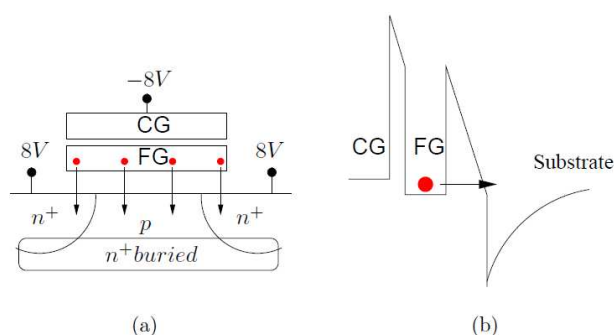 −8V
CG
8V
FG
8V
n+
p
n+
n+buried
(a)
CG
FG
Substrate
(b)